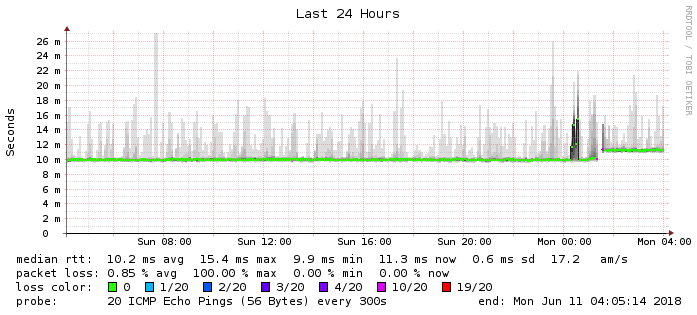 Last 24 Hours
RRDTOOL / TOBI OETIKER
Seconds
26 m
24 m
22 m
20 m
18 m
16 m
14 m
12 m
10 m
8 m
6 m
4 m
2 m
0
Sun 08:00 Sun 12:00 Sun 16:00 Sun 20:00 Mon 00:00 Mon 04:00
median rtt: 10.2 ms avg 15.4 ms max 9.9 ms min 11.3 ms now 0.6 ms sd 17.2 am/s
packet loss: 0.85 % avg 100.00 % max 0.00 % min 0.00 % now
loss color: 0 1/20 2/20 3/20 4/20 10/20 19/20
probe: 20 ICMP Echo Pings (56 Bytes) every 300s end: Mon Jun 11 04:05:14 2018